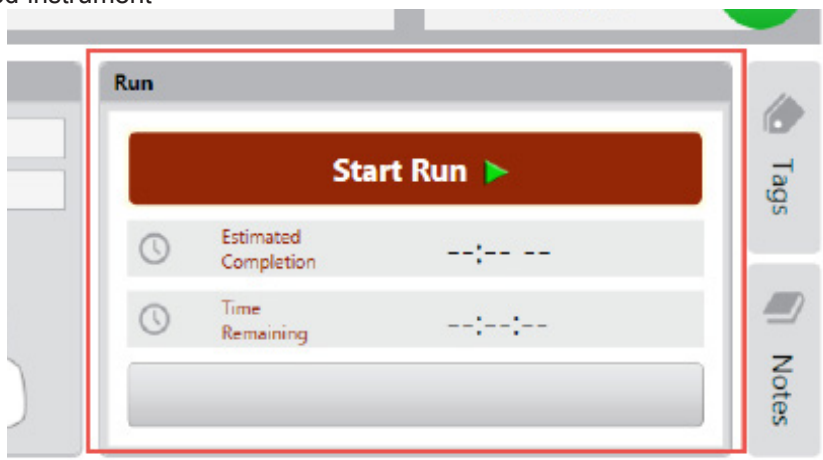 Run
Start Run
Estimated
Completion
--:-- --
Time
Remaining
--:--:--
Tags
Notes